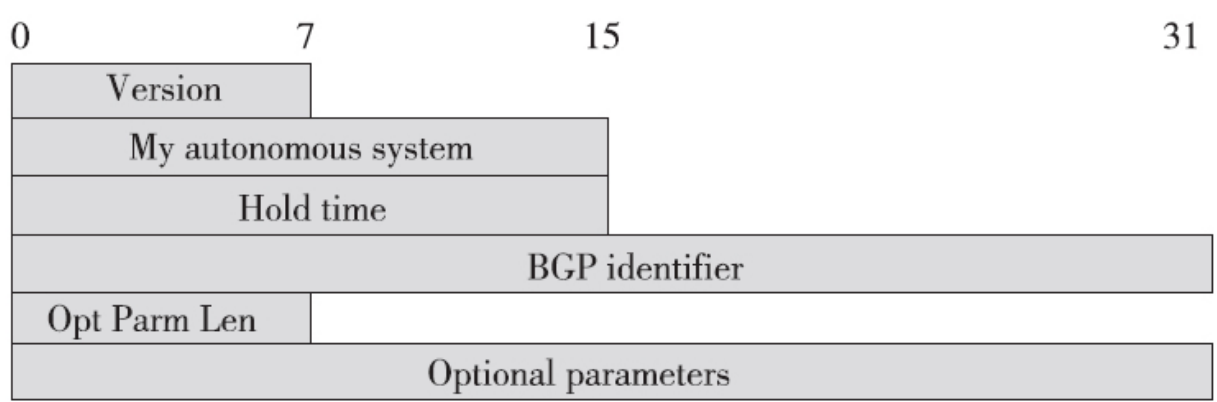 0 7 15 31
Version
My autonomous system
Hold time
BGP identifier
Opt Parm Len
Optional parameters